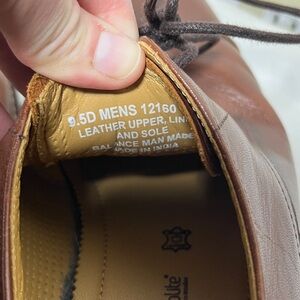 9.5D MENS 12160
LEATHER UPPER, LIN
AND SOLE
BALANCE MAN MADE
MADE IN INDIA